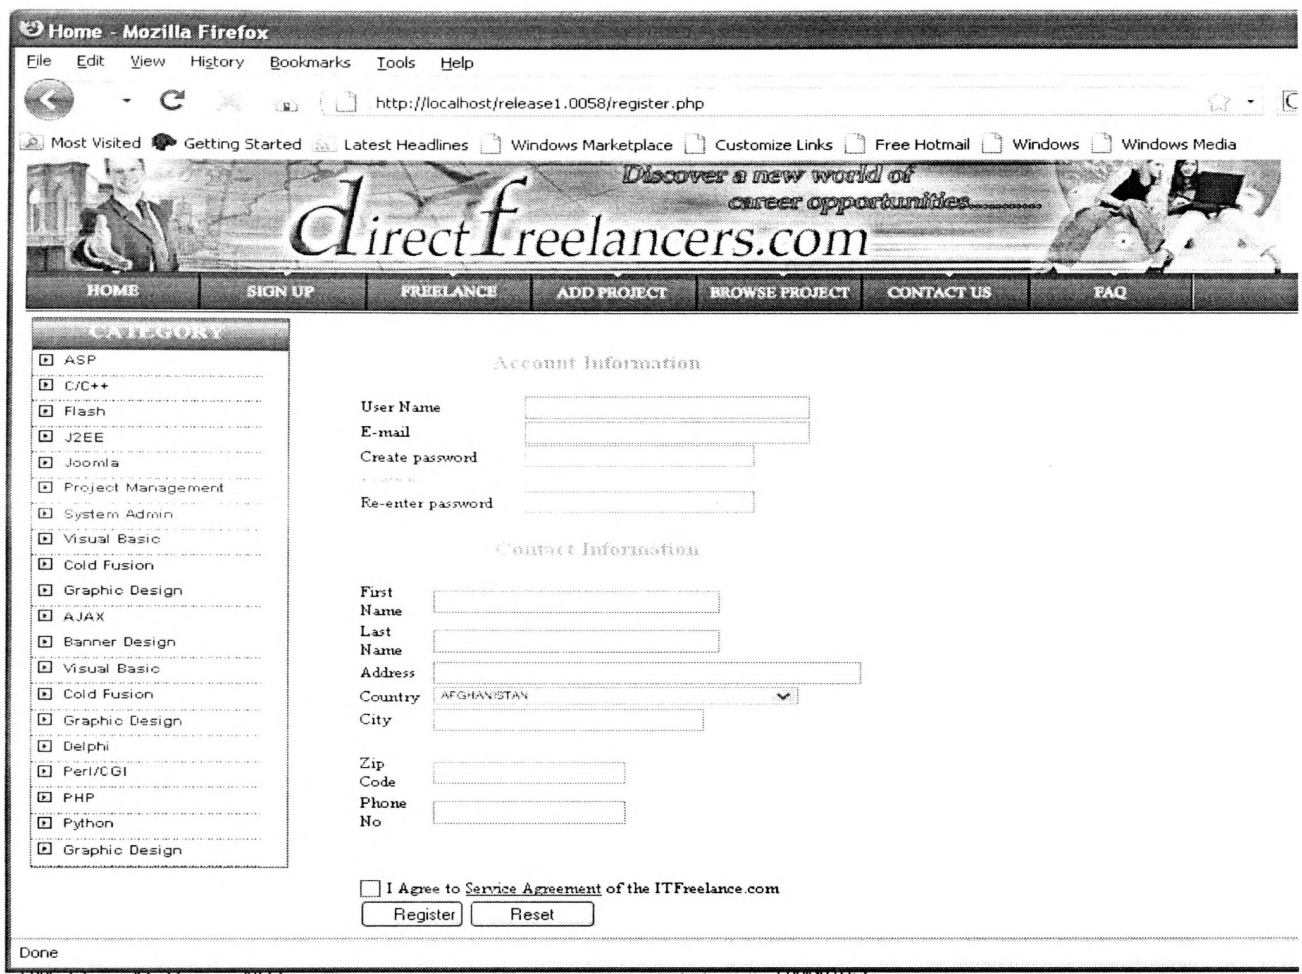 Home - Mozilla Firefox
File Edit View History Bookmarks Tools Help
http://localhost/release1.0058/register.php
Most Visited Getting Started Latest Headlines Windows Marketplace Customize Links Free Hotmail Windows Windows Media
Discover a new world of
career opportunities............
directfreelancers.com
HOME SIGN UP FREELANCE ADD PROJECT BROWSE PROJECT CONTACT US FAQ
CATEGORY
ASP
C/C++
Flash
J2EE
Joomla
Project Management
System Admin
Visual Basic
Cold Fusion
Graphic Design
AJAX
Banner Design
Visual Basic
Cold Fusion
Graphic Design
Delphi
Perl/CGI
PHP
Python
Graphic Design
Account Information
User Name
E-mail
Create password
Re-enter password
Contact Information
First
Name
Last
Name
Address
Country AFGHANISTAN
City
Zip
Code
Phone
No
I Agree to Service Agreement of the ITFreelance.com
Register Reset
Done